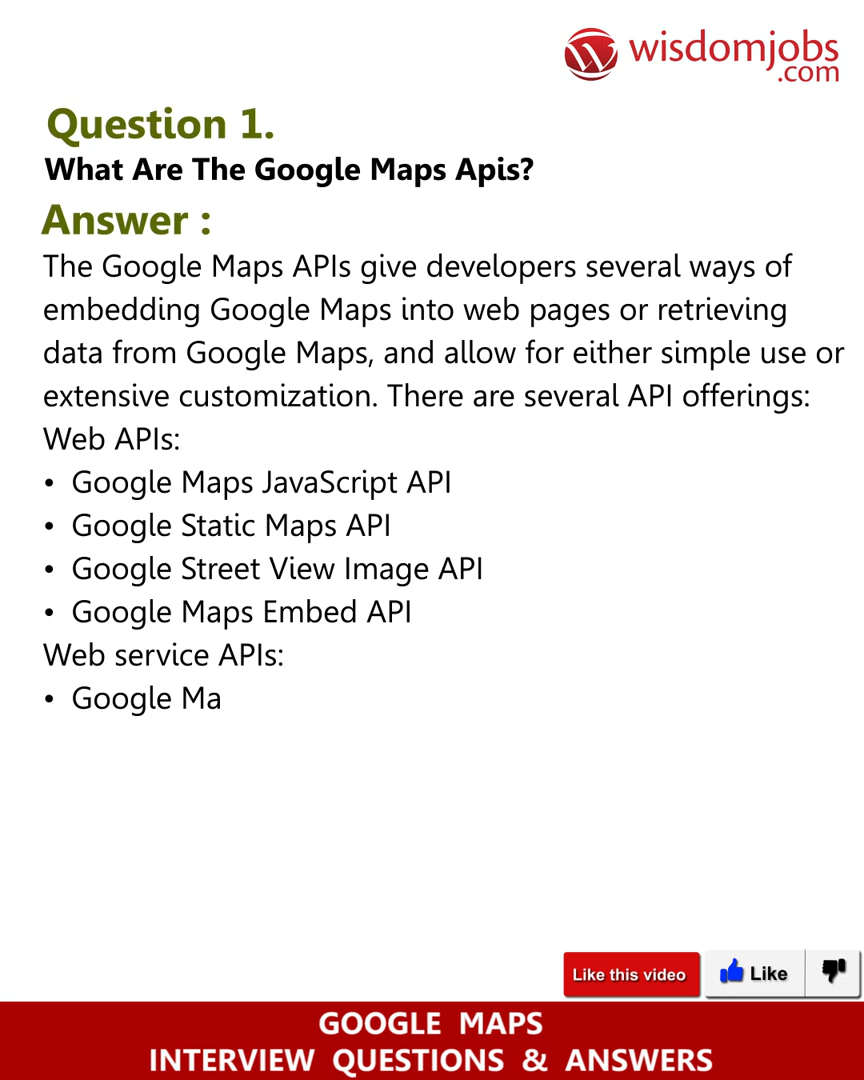 wisdomjobs
.com
Question 1.
What Are The Google Maps Apis?
Answer :
The Google Maps APIs give developers several ways of
embedding Google Maps into web pages or retrieving
data from Google Maps, and allow for either simple use or
extensive customization. There are several API offerings:
Web APIs:
• Google Maps JavaScript API
• Google Static Maps API
• Google Street View Image API
• Google Maps Embed API
Web service APIs:
• Google Ma
Like this video
Like
GOOGLE MAPS
INTERVIEW QUESTIONS & ANSWERS